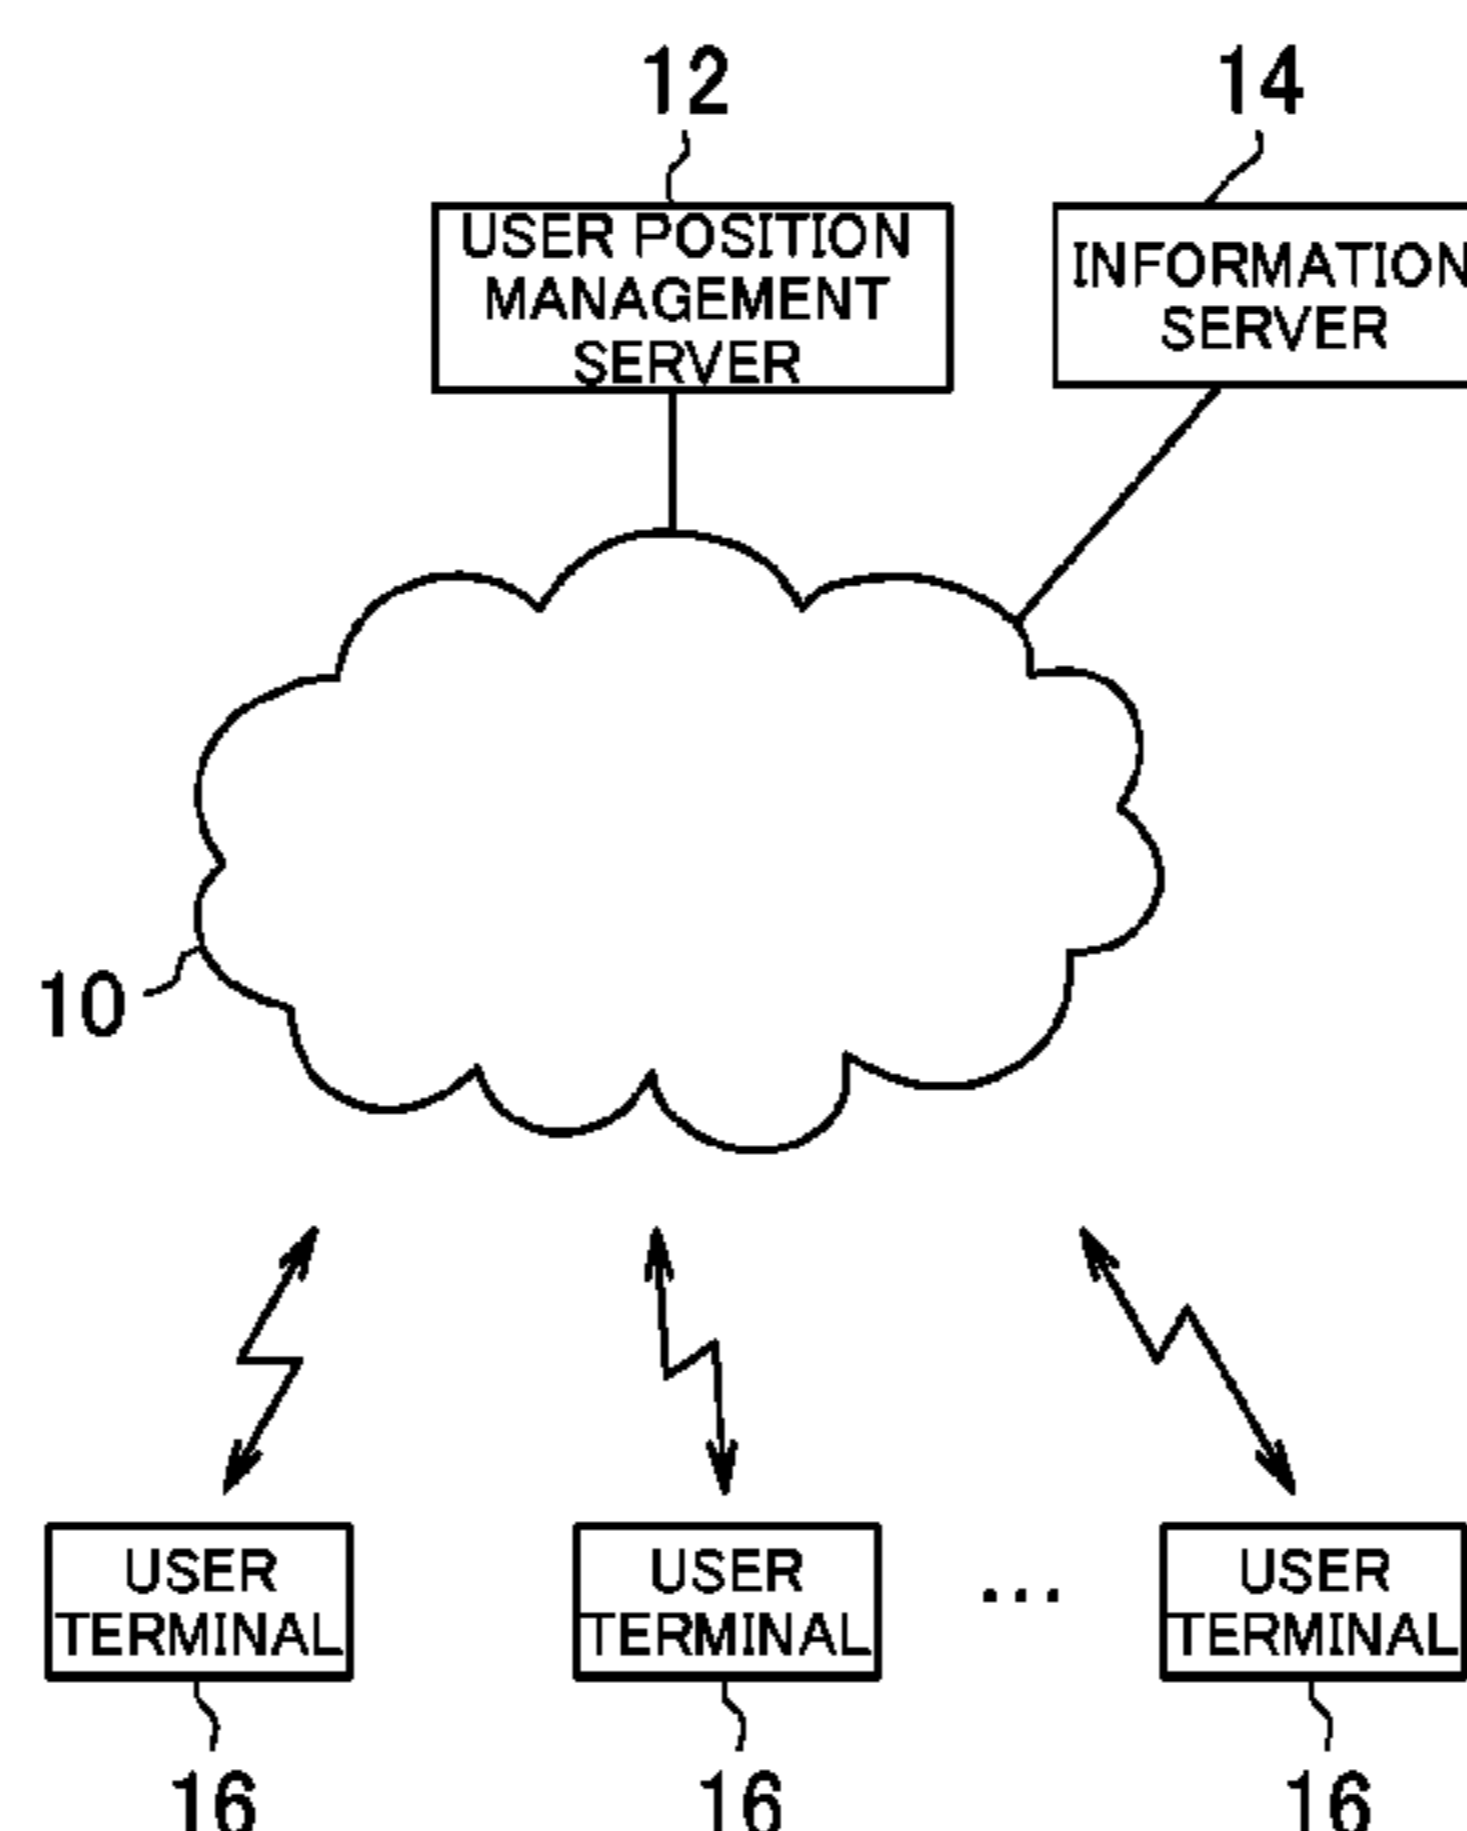 12
14
USER POSITION
MANAGEMENT
SERVER
INFORMATION
SERVER
10
USER
TERMINAL
USER
TERMINAL
...
USER
TERMINAL
16
16
16